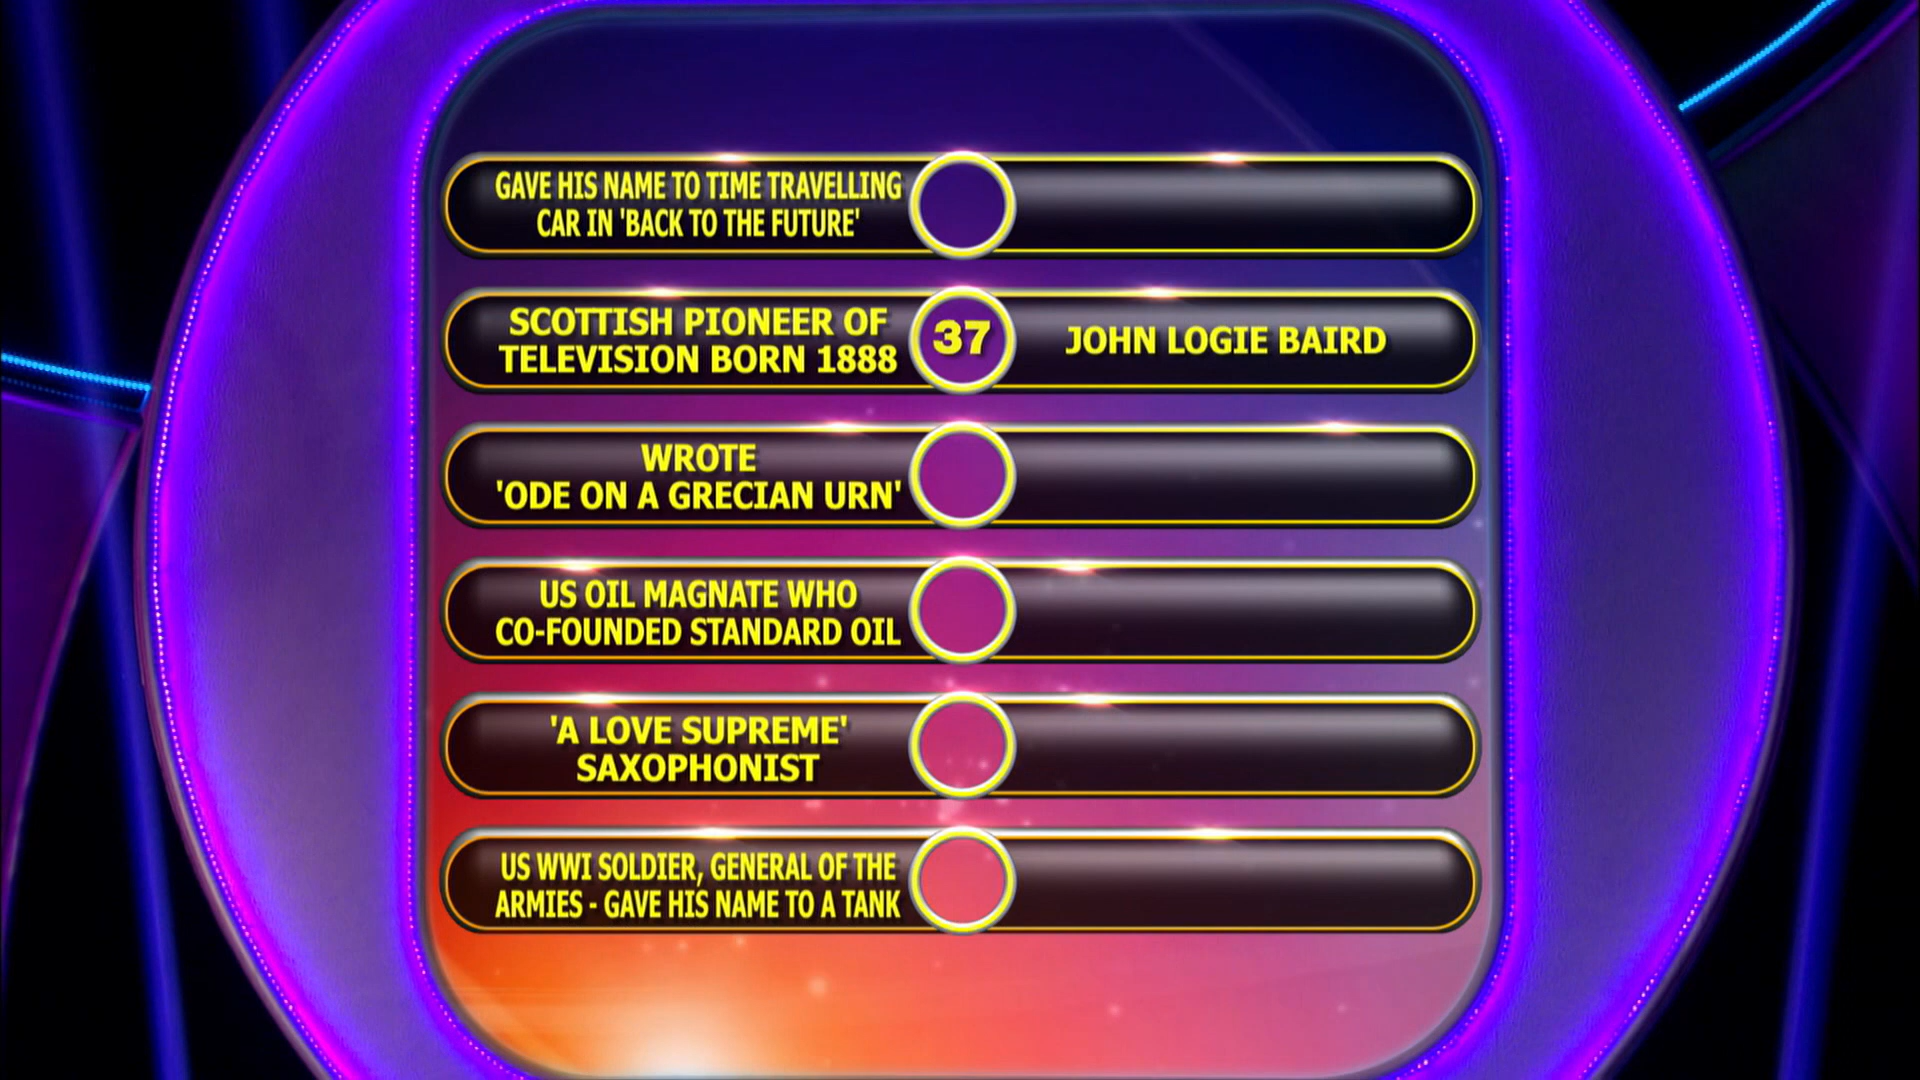 GAVE HIS NAME TO TIME TRAVELLING
CAR IN 'BACK TO THE FUTURE'
SCOTTISH PIONEER OF
TELEVISION BORN 1888
37
JOHN LOGIE BAIRD
WROTE
'ODE ON A GRECIAN URN'
US OIL MAGNATE WHO
CO-FOUNDED STANDARD OIL
'A LOVE SUPREME'
SAXOPHONIST
US WWI SOLDIER, GENERAL OF THE
ARMIES - GAVE HIS NAME TO A TANK